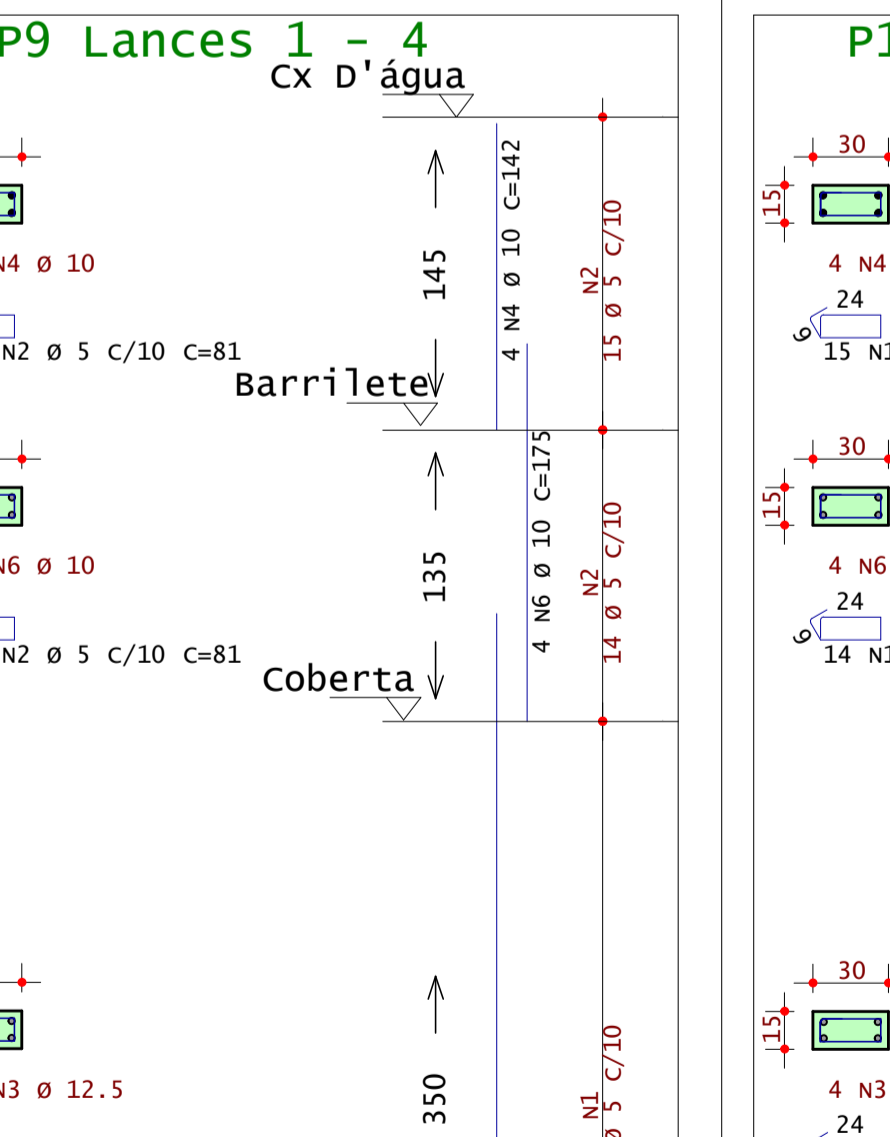 P9 Lances 1 - 4
P1
Cx D'água
145
4 N4 Ø 10 C=142
N2
15 Ø 5 C/10
30
15
N4 Ø 10
4 N4
24
9
N2 Ø 5 C/10 C=81
15 N1
Barrilete
135
4 N6 Ø 10 C=175
N2
14 Ø 5 C/10
30
15
N6 Ø 10
4 N6
24
9
N2 Ø 5 C/10 C=81
14 N1
Coberta
350
N1
Ø 5 C/10
30
15
N3 Ø 12.5
4 N3
24